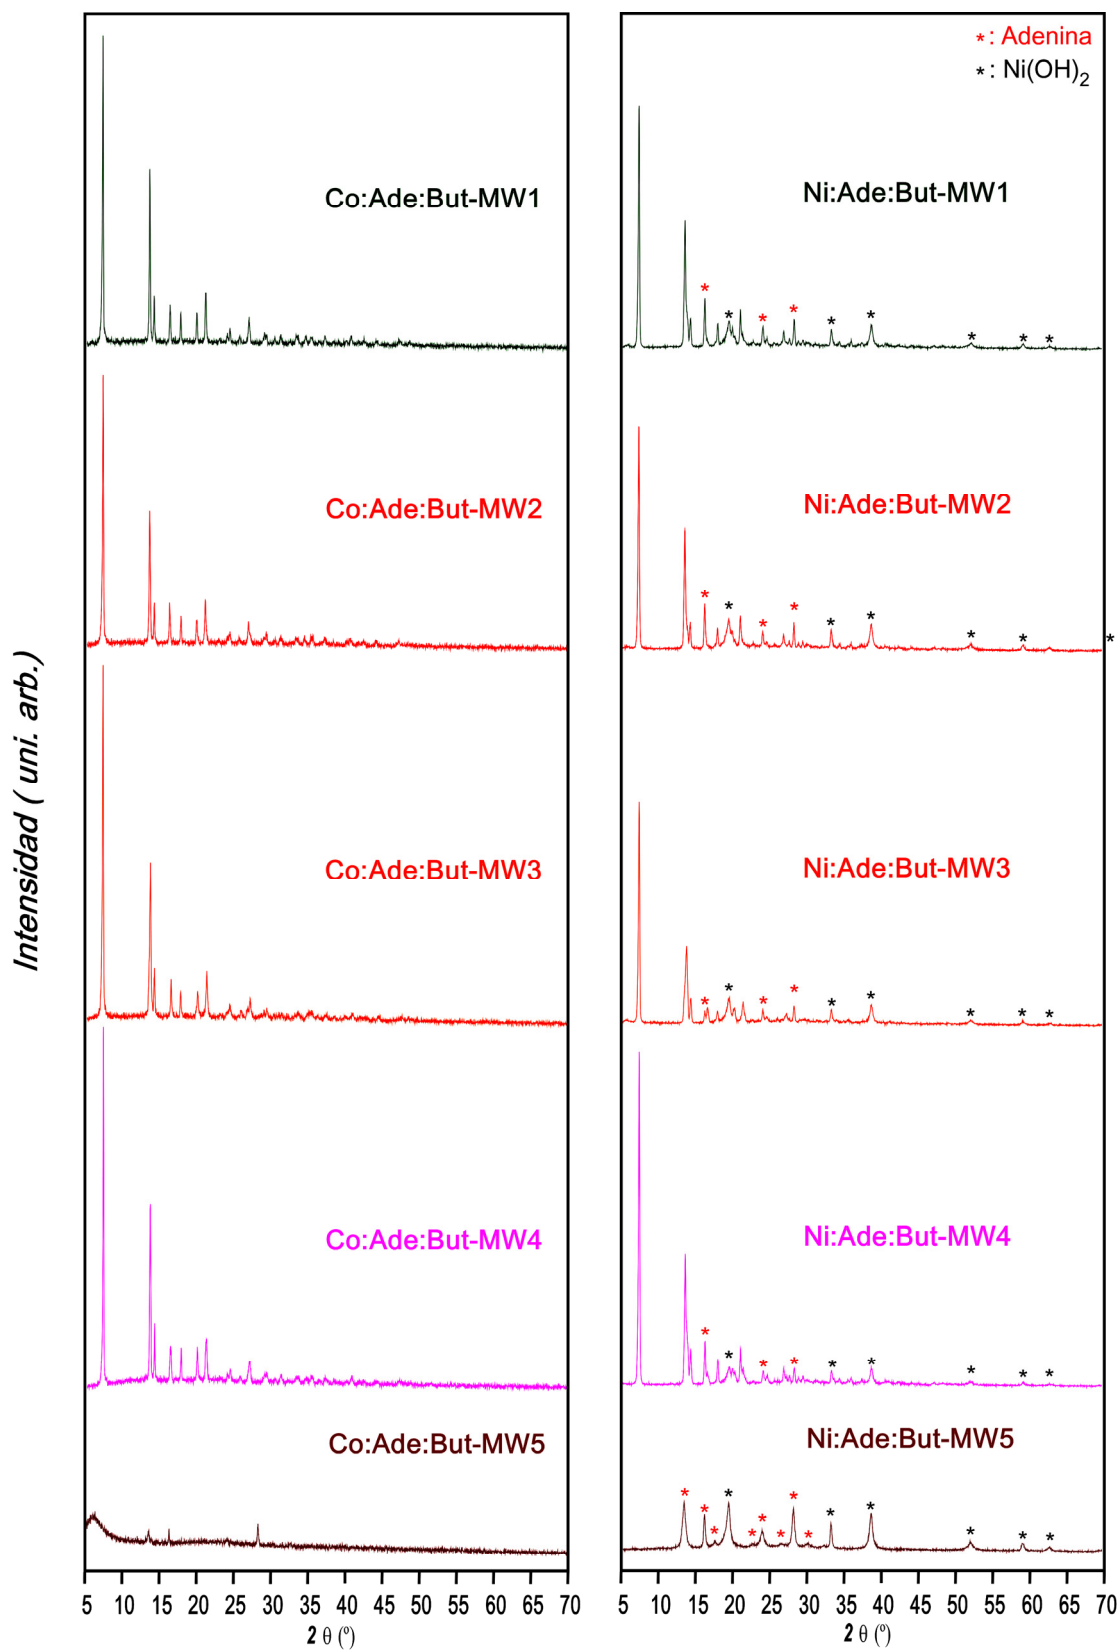 Intensidad ( uni. arb.)
Co:Ade:But-MW1
Co:Ade:But-MW2
Co:Ade:But-MW3
Co:Ade:But-MW4
Co:Ade:But-MW5
5 10 15 20 25 30 35 40 45 50 55 60 65 70
2 θ (º)
*: Adenina
*: Ni(OH)2
Ni:Ade:But-MW1
* * * * * * * * * *
Ni:Ade:But-MW2
* * * * * * * * * *
Ni:Ade:But-MW3
* * * * * * * * * *
Ni:Ade:But-MW4
* * * * * * * * * *
Ni:Ade:But-MW5
* * * * * * * * * * * * * *
5 10 15 20 25 30 35 40 45 50 55 60 65 70
2 θ (º)